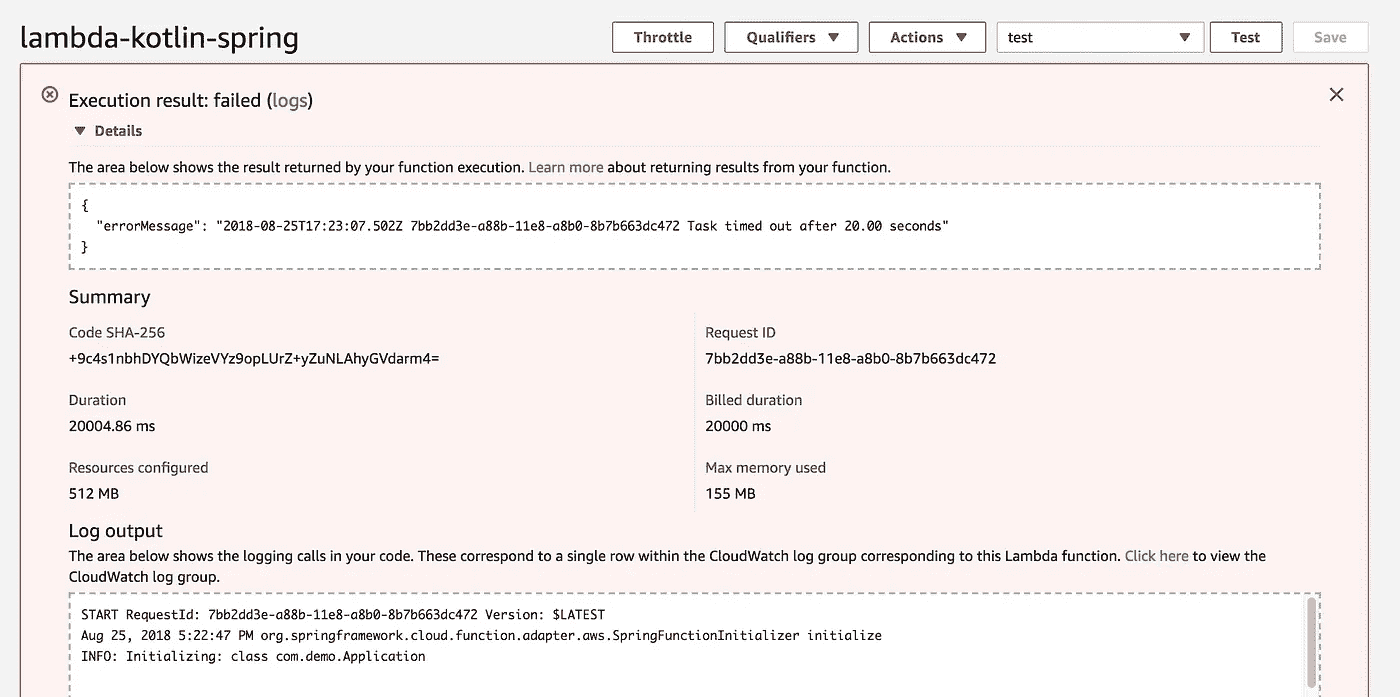 lambda-kotlin-spring
Throttle
Qualifiers
Actions
test
Test
Save
Execution result: failed (logs)
Details
The area below shows the result returned by your function execution. Learn more about returning results from your function.
{
"errorMessage": "2018-08-25T17:23:07.502Z 7bb2dd3e-a88b-11e8-a8b0-8b7b663dc472 Task timed out after 20.00 seconds"
}
Summary
Code SHA-256
+9c4s1nbhDYQbWizeVYz9opLUrZ+yZuNLAhyGVdarm4=
Request ID
7bb2dd3e-a88b-11e8-a8b0-8b7b663dc472
Duration
20004.86 ms
Billed duration
20000 ms
Resources configured
512 MB
Max memory used
155 MB
Log output
The area below shows the logging calls in your code. These correspond to a single row within the CloudWatch log group corresponding to this Lambda function. Click here to view the
CloudWatch log group.
START RequestId: 7bb2dd3e-a88b-11e8-a8b0-8b7b663dc472 Version: $LATEST
Aug 25, 2018 5:22:47 PM org.springframework.cloud.function.adapter.aws.SpringFunctionInitializer initialize
INFO: Initializing: class com.demo.Application